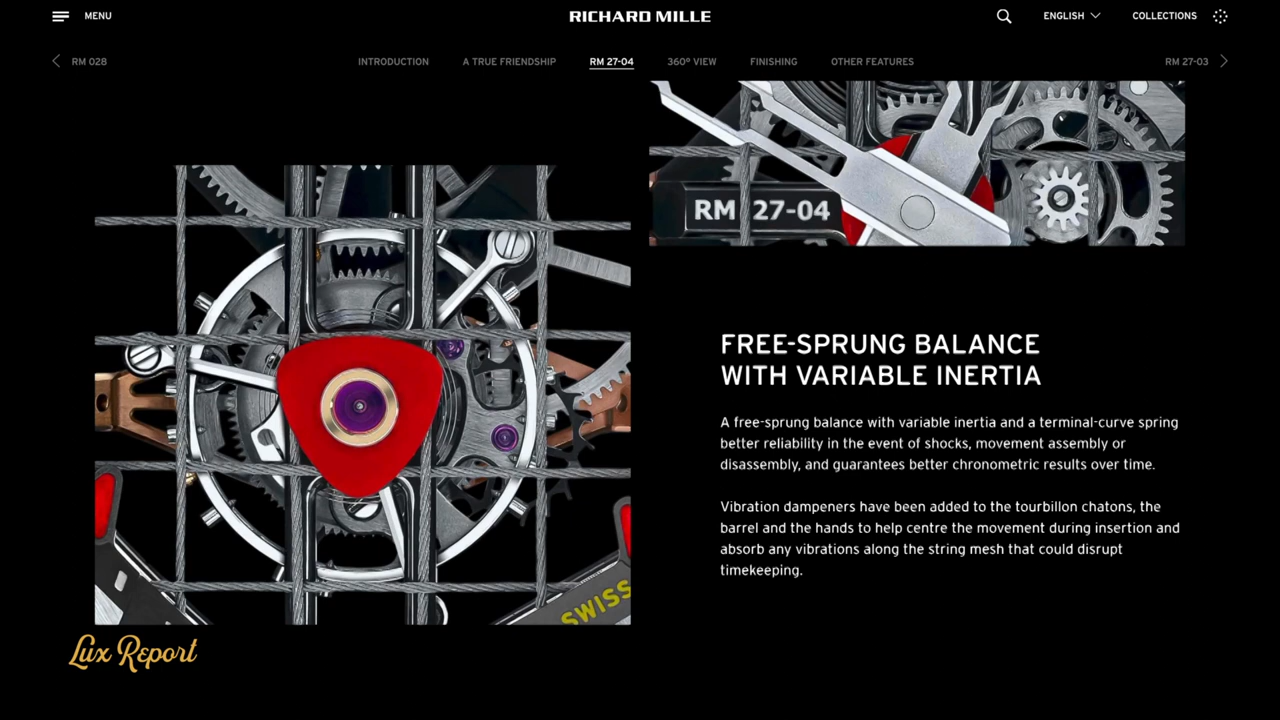 MENU
RICHARD MILLE
ENGLISH
COLLECTIONS
RM 028
INTRODUCTION
A TRUE FRIENDSHIP
RM 27-04
360° VIEW
FINISHING
OTHER FEATURES
RM 27-03
RM 27-04
FREE-SPRUNG BALANCE
WITH VARIABLE INERTIA
A free-sprung balance with variable inertia and a terminal-curve spring
better reliability in the event of shocks, movement assembly or
disassembly, and guarantees better chronometric results over time.
Vibration dampeners have been added to the tourbillon chatons, the
barrel and the hands to help centre the movement during insertion and
absorb any vibrations along the string mesh that could disrupt
timekeeping.
SWISS
Lux Report